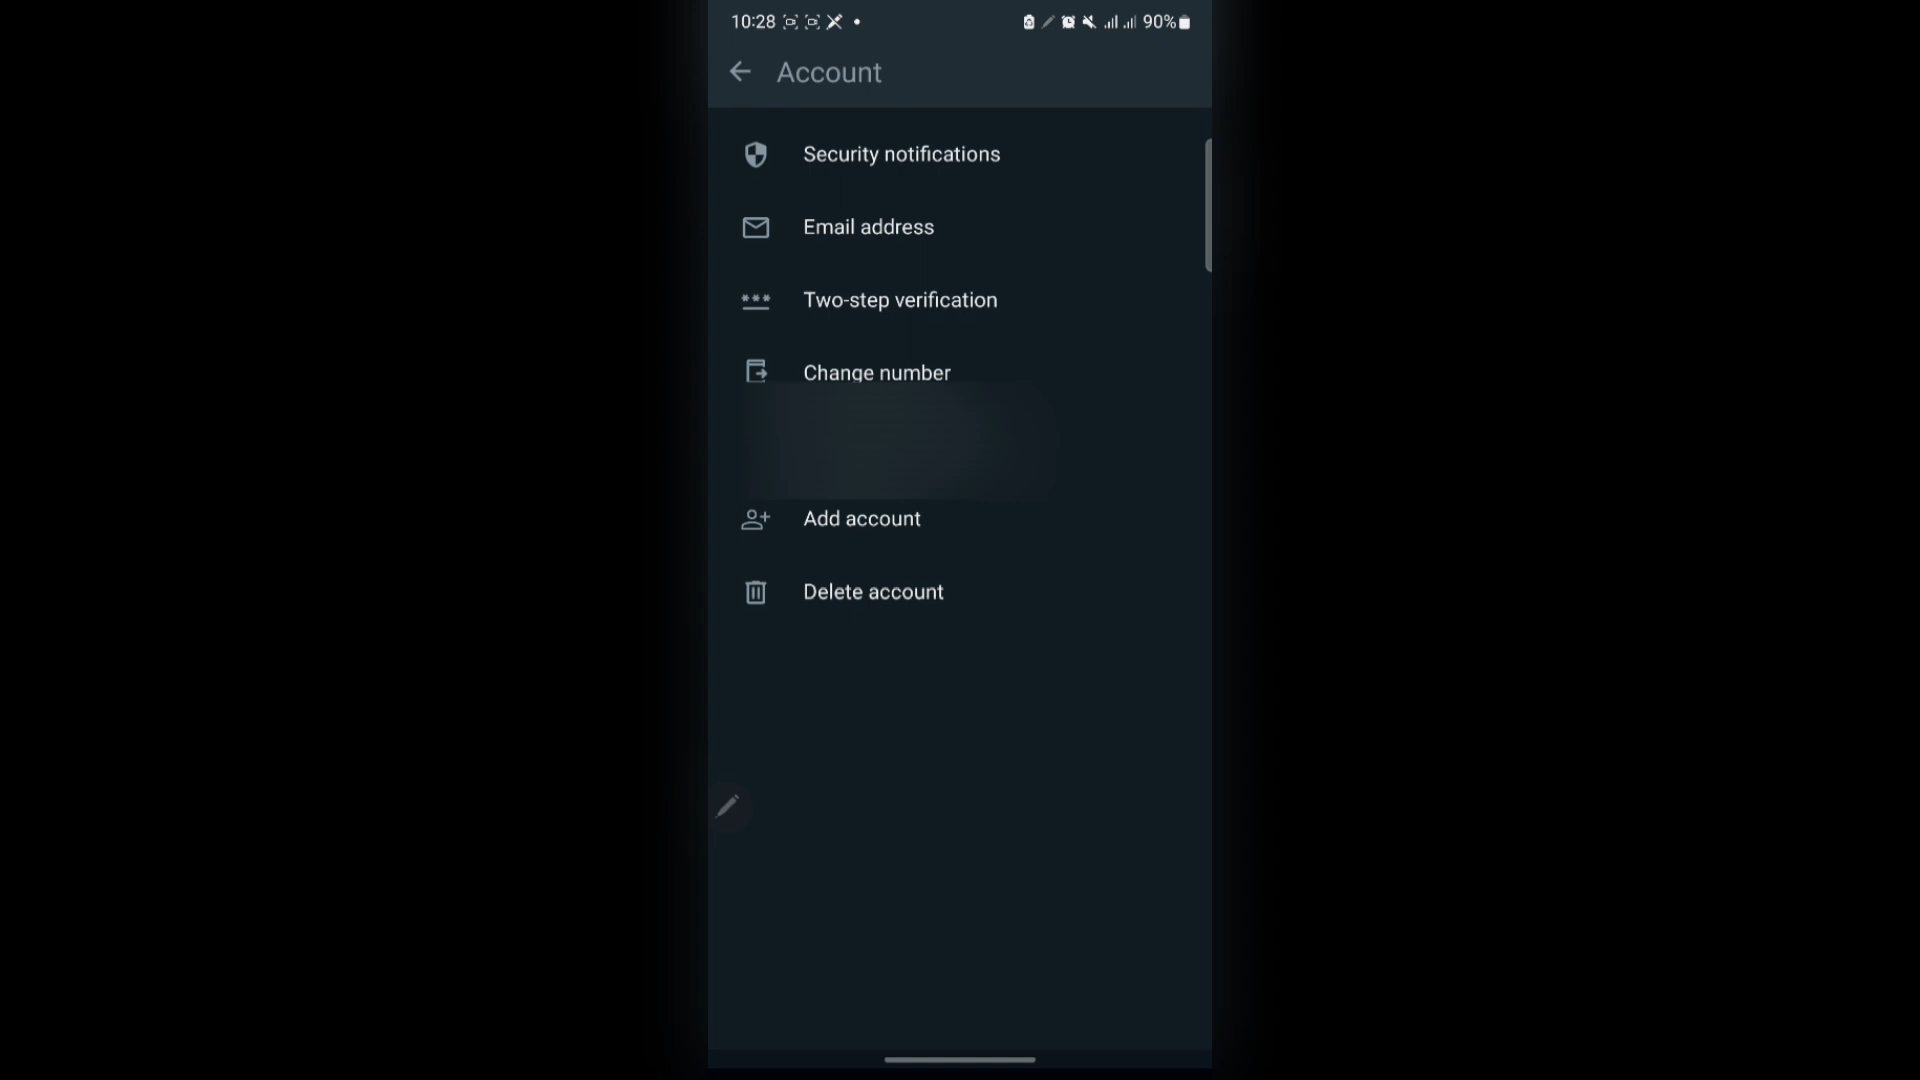 10:28 90%
Account
Security notifications
Email address
Two-step verification
Change number
Add account
Delete account